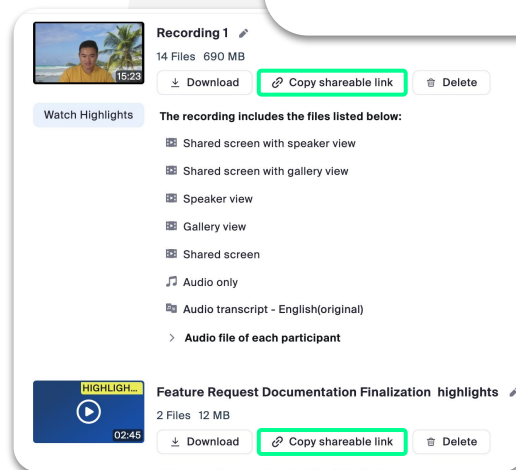 Recording 1
14 Files 690 MB
15:23
Download Copy shareable link Delete
Watch Highlights
The recording includes the files listed below:
Shared screen with speaker view
Shared screen with gallery view
Speaker view
Gallery view
Shared screen
Audio only
Audio transcript - English(original)
Audio file of each participant
HIGHLIGH...
Feature Request Documentation Finalization highlights
2 Files 12 MB
02:45
Download Copy shareable link Delete